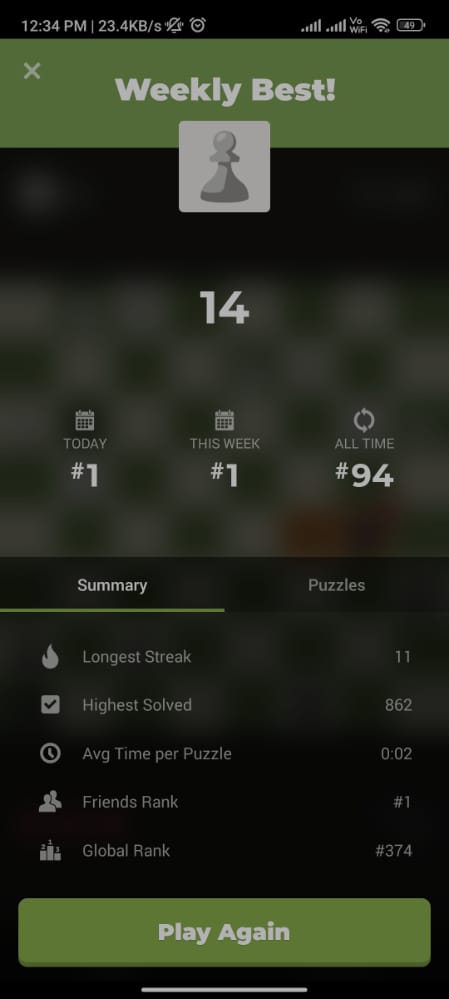 12:34 PM | 23.4KB/s
Vo
WiFi
49
Weekly Best!
14
TODAY
THIS WEEK
ALL TIME
#1
#1
#94
Summary
Puzzles
Longest Streak
11
Highest Solved
862
Avg Time per Puzzle
0:02
Friends Rank
#1
Global Rank
#374
Play Again